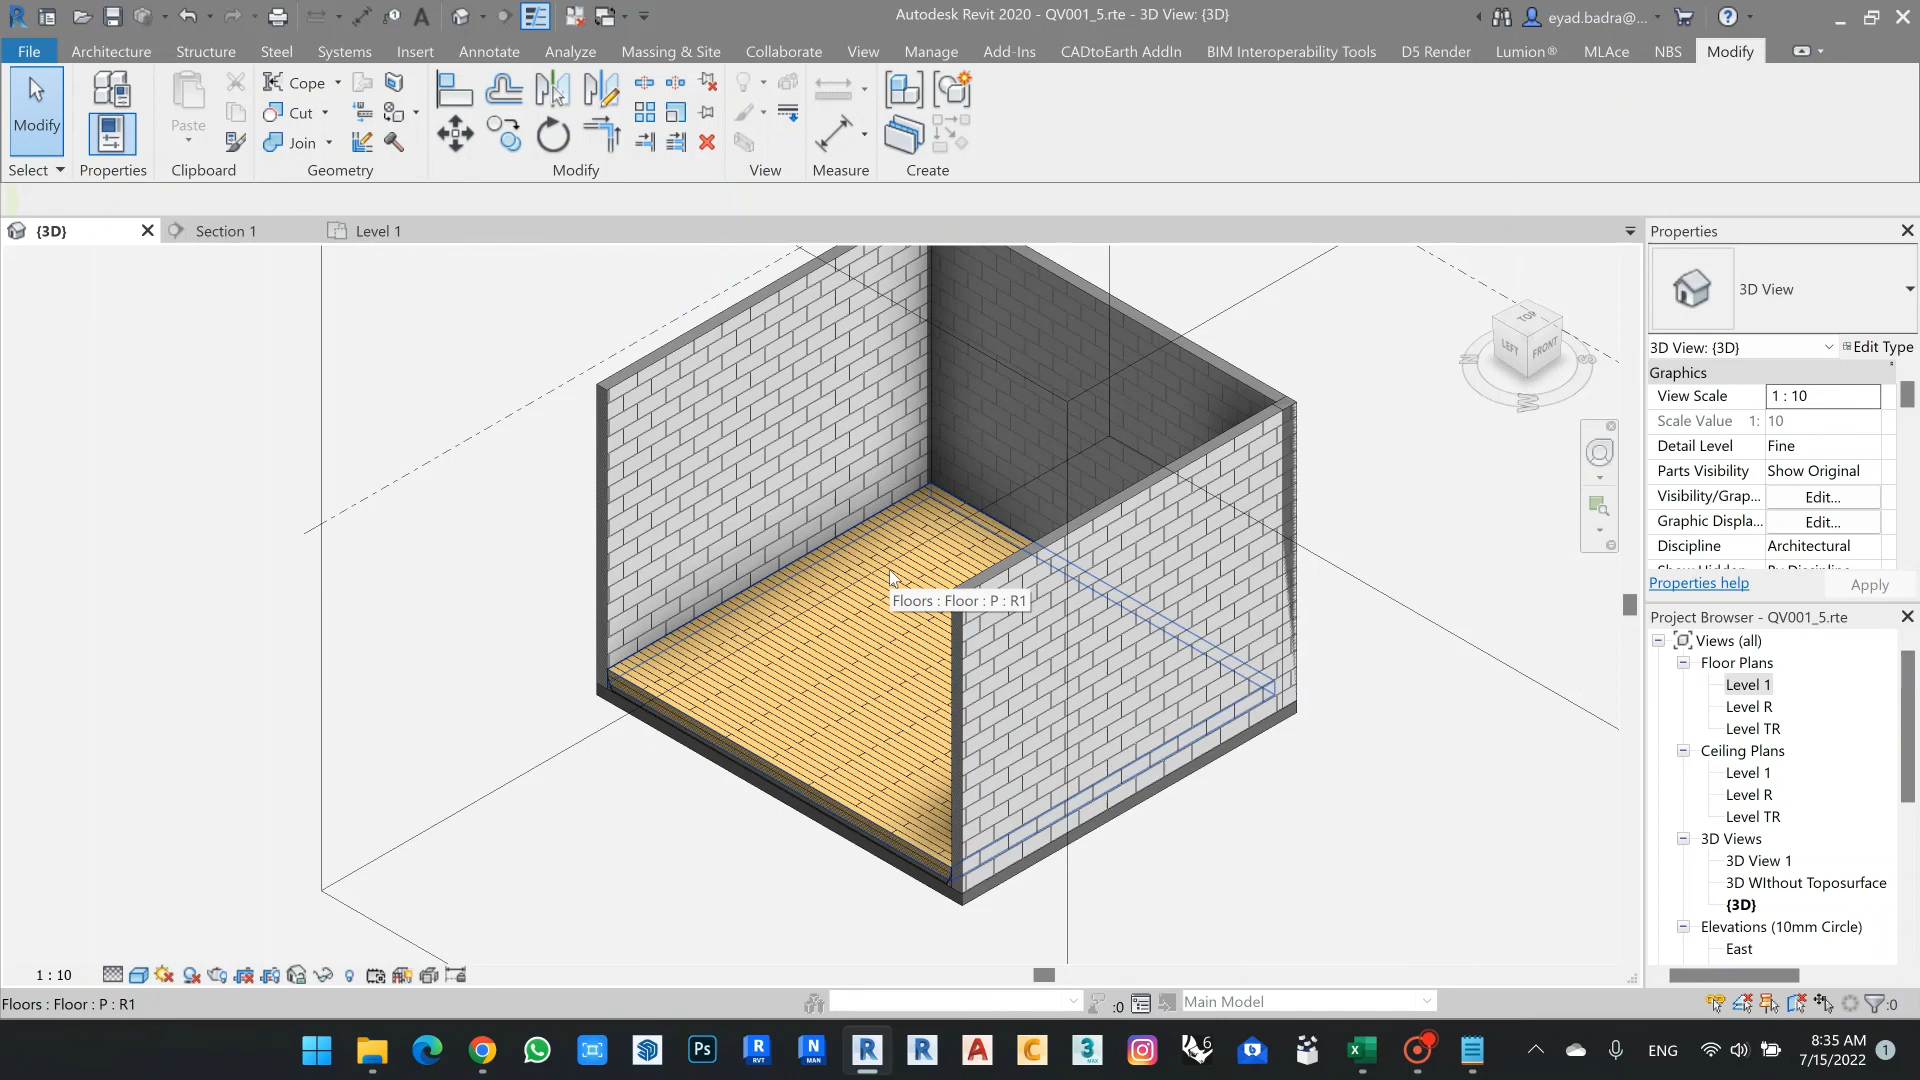 Autodesk Revit 2020 - QV001_5.rte - 3D View: {3D}
eyad.badra@...
File Architecture Structure Steel Systems Insert Annotate Analyze Massing & Site Collaborate View Manage Add-Ins CADtoEarth AddIn BIM Interoperability Tools D5 Render Lumion® MLAce NBS Modify
Modify
Paste
Cope
Cut
Join
Select Properties Clipboard Geometry Modify View Measure Create
{3D} Section 1 Level 1
TOP
LEFT FRONT
Floors : Floor : P : R1
Properties
3D View
3D View: {3D} Edit Type
Graphics
View Scale 1 : 10
Scale Value 1: 10
Detail Level Fine
Parts Visibility Show Original
Visibility/Grap... Edit...
Graphic Displa... Edit...
Discipline Architectural
Properties help Apply
Project Browser - QV001_5.rte
Views (all)
Floor Plans
Level 1
Level R
Level TR
Ceiling Plans
Level 1
Level R
Level TR
3D Views
3D View 1
3D WIthout Toposurface
{3D}
Elevations (10mm Circle)
East
1 : 10
Floors : Floor : P : R1
:0
Main Model
:0
ENG
8:35 AM
7/15/2022
1